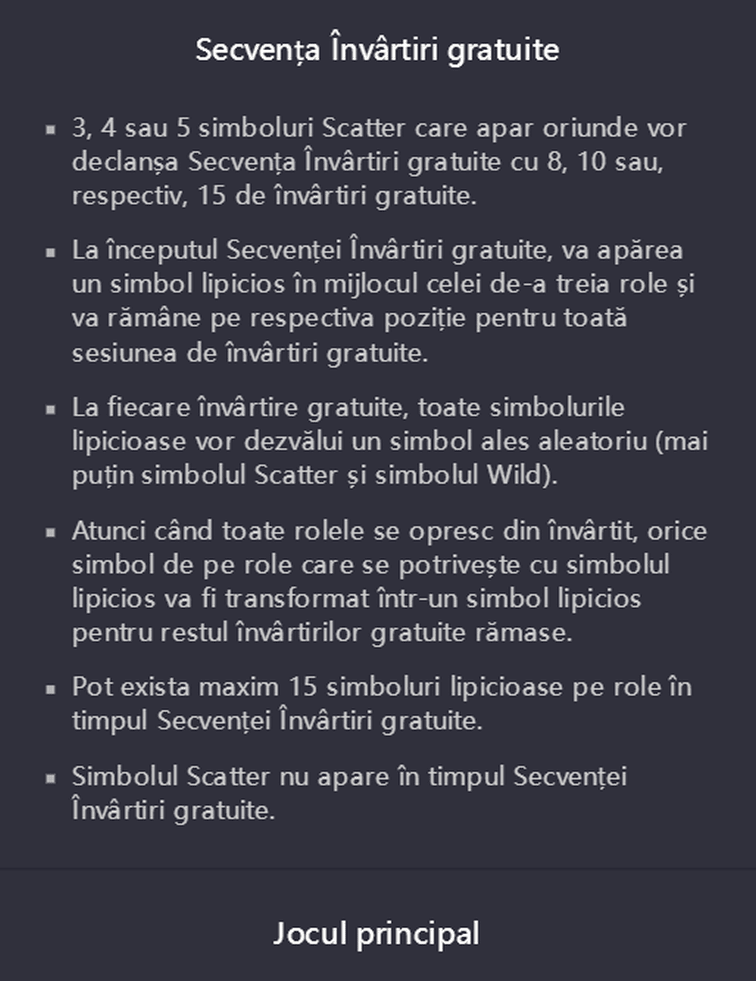 Secvența Învârtiri gratuite
▪ 3, 4 sau 5 simboluri Scatter care apar oriunde vor
declanșa Secvența Învârtiri gratuite cu 8, 10 sau,
respectiv, 15 de învârtiri gratuite.
▪ La începutul Secvenței Învârtiri gratuite, va apărea
un simbol lipicios în mijlocul celei de-a treia role și
va rămâne pe respectiva poziție pentru toată
sesiunea de învârtiri gratuite.
▪ La fiecare învârtire gratuite, toate simbolurile
lipicioase vor dezvălui un simbol ales aleatoriu (mai
puțin simbolul Scatter și simbolul Wild).
▪ Atunci când toate rolele se opresc din învârtit, orice
simbol de pe role care se potrivește cu simbolul
lipicios va fi transformat într-un simbol lipicios
pentru restul învârtirilor gratuite rămase.
▪ Pot exista maxim 15 simboluri lipicioase pe role în
timpul Secvenței Învârtiri gratuite.
▪ Simbolul Scatter nu apare în timpul Secvenței
Învârtiri gratuite.
Jocul principal